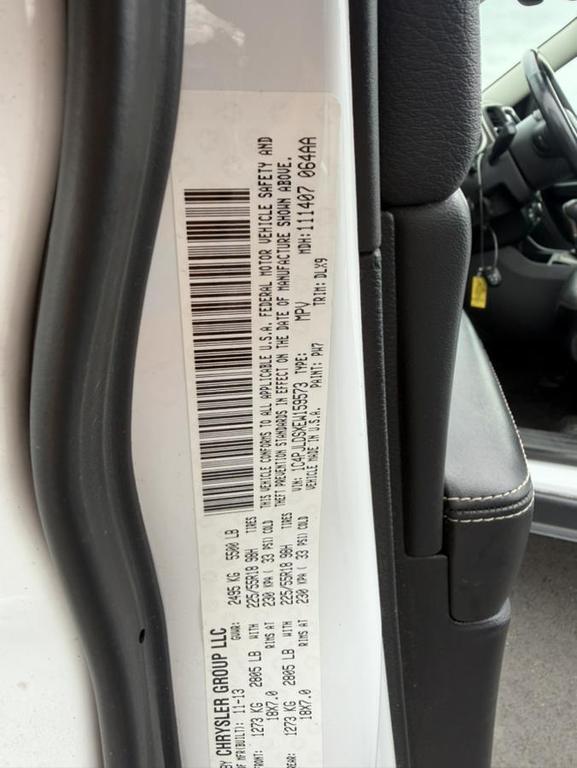 BY CHRYSLER GROUP LLC
OF MFR(BUILT): 11-13 GVWR: 2495 KG 5500 LB
FRONT: 1273 KG 2805 LB WITH 225/55R18 98H TIRES
18X7.0 RIMS AT 230 KPA ( 33 PSI) COLD
REAR: 1273 KG 2805 LB WITH 225/55R18 98H TIRES
18X7.0 RIMS AT 230 KPA ( 33 PSI) COLD
THIS VEHICLE CONFORMS TO ALL APPLICABLE U.S.A. FEDERAL MOTOR VEHICLE SAFETY AND
THEFT PREVENTION STANDARDS IN EFFECT ON THE DATE OF MANUFACTURE SHOWN ABOVE.
VIN: 1C4PJLDSXEW159573 TYPE: MPV MDH:111407 064AA
VEHICLE MADE IN U.S.A. PAINT: PW7 TRIM: DLX9